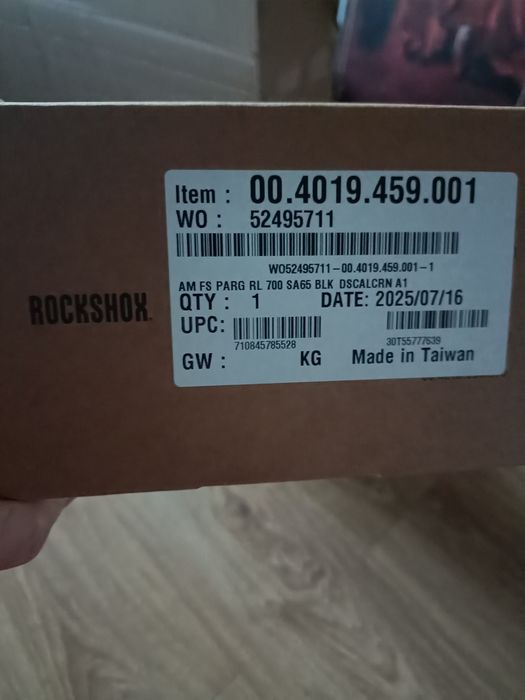 Item : 00.4019.459.001
WO : 52495711
WO52495711-00.4019.459.001-1
AM FS PARG RL 700 SA65 BLK DSCALCRN A1
ROCKSHOX
QTY : 1 DATE: 2025/07/16
UPC:
710845785528 30T55777639
GW : KG Made in Taiwan